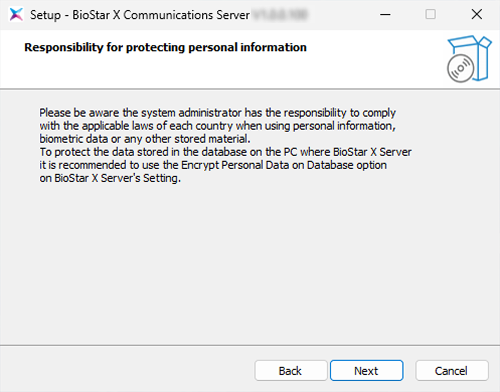 Setup - BioStar X Communications Server
Responsibility for protecting personal information
Please be aware the system administrator has the responsibility to comply
with the applicable laws of each country when using personal information,
biometric data or any other stored material.
To protect the data stored in the database on the PC where BioStar X Server
it is recommended to use the Encrypt Personal Data on Database option
on BioStar X Server's Setting.
Back
Next
Cancel